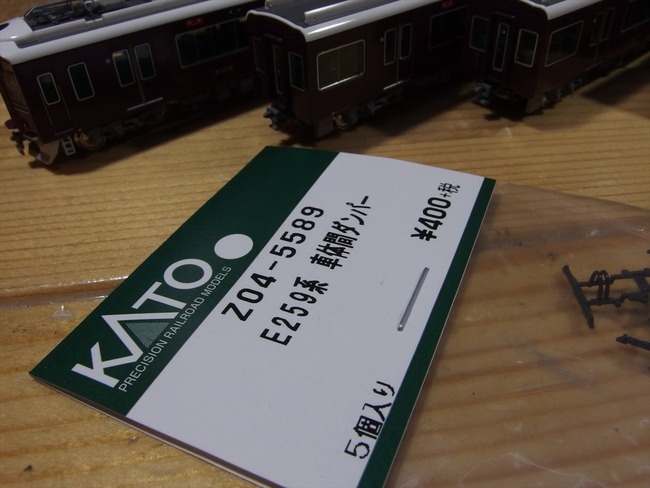 KATO
PRECISION RAILROAD MODELS
Z04-5589
E259系 車体間ダンパー
¥400+税
5個入り